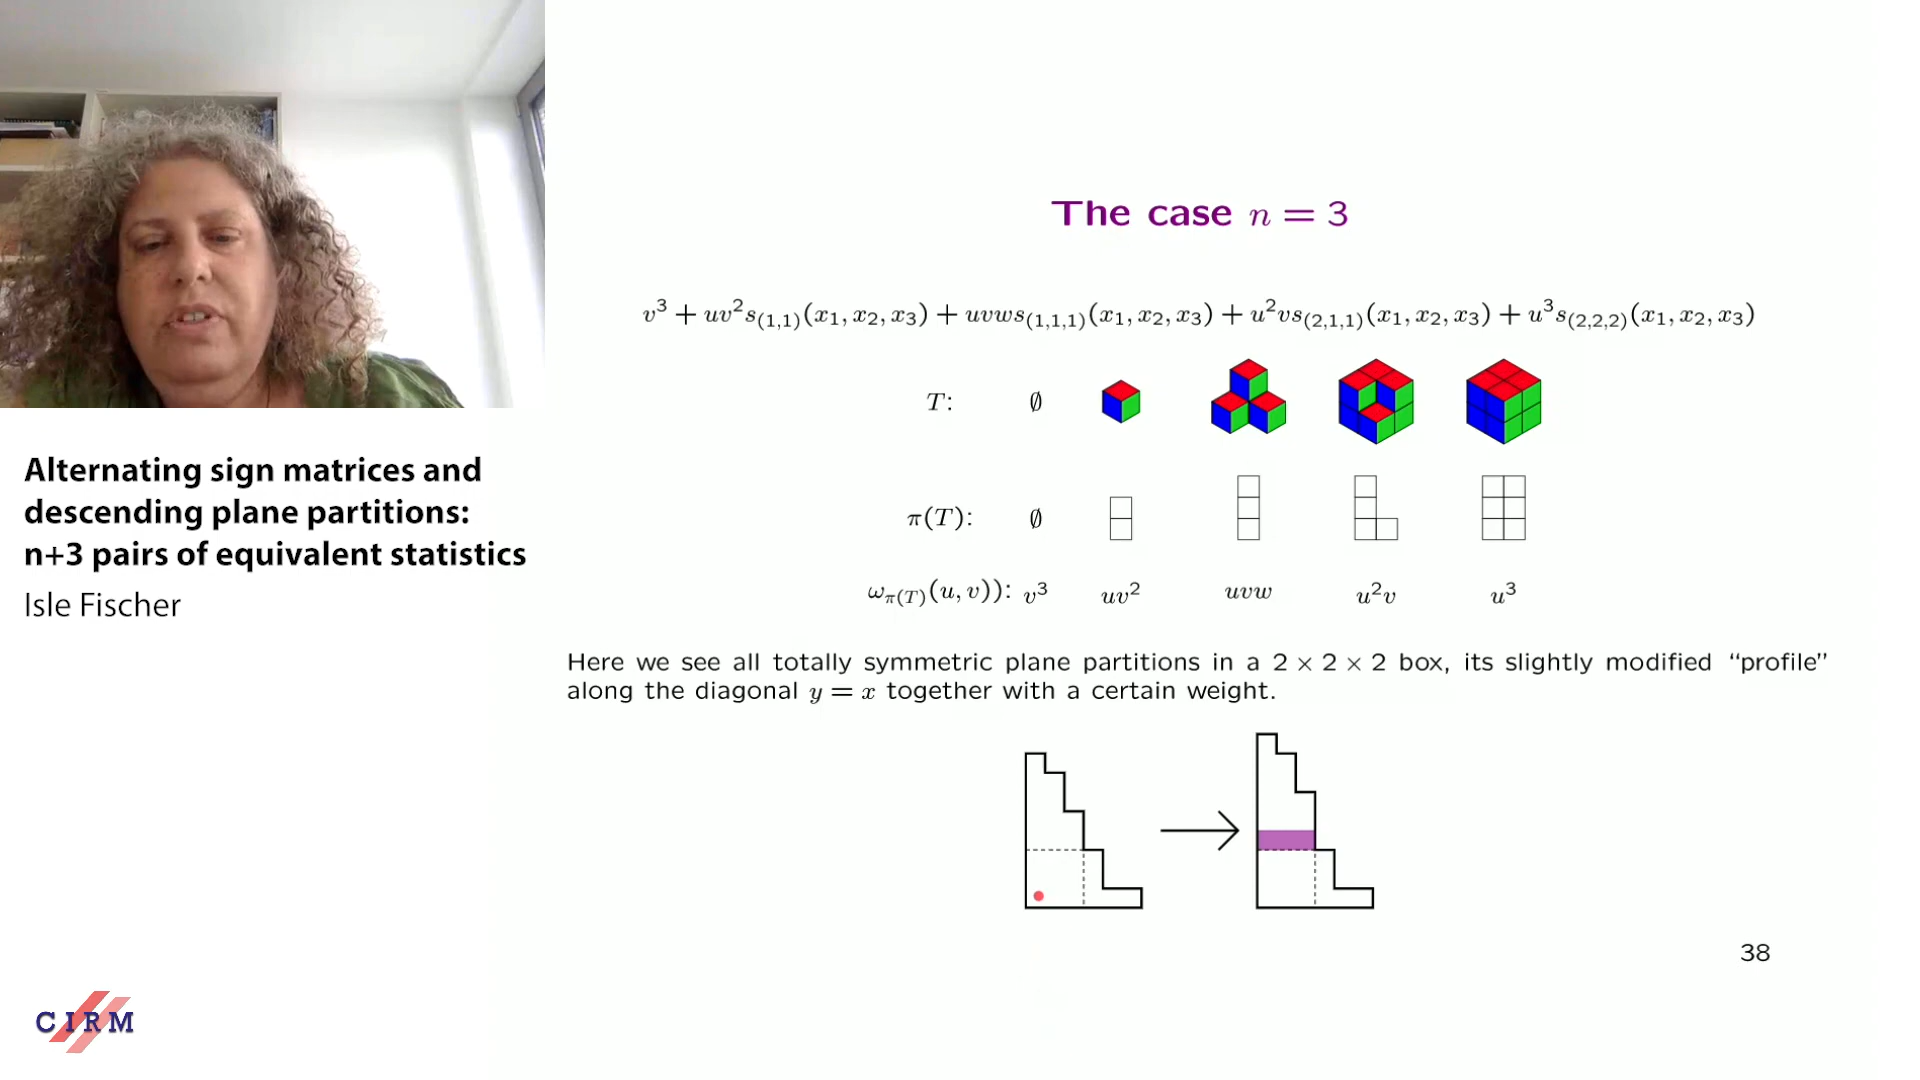 The case n = 3
v³ + uv²s₍₁,₁₎(x₁, x₂, x₃) + uvws₍₁,₁,₁₎(x₁, x₂, x₃) + u²vs₍₂,₁,₁₎(x₁, x₂, x₃) + u³s₍₂,₂,₂₎(x₁, x₂, x₃)
T: ∅
π(T): ∅
ω_{π(T)}(u, v)): v³ uv² uvw u²v u³
Here we see all totally symmetric plane partitions in a 2 × 2 × 2 box, its slightly modified “profile”
along the diagonal y = x together with a certain weight.
38
Alternating sign matrices and
descending plane partitions:
n+3 pairs of equivalent statistics
Isle Fischer
CIRM